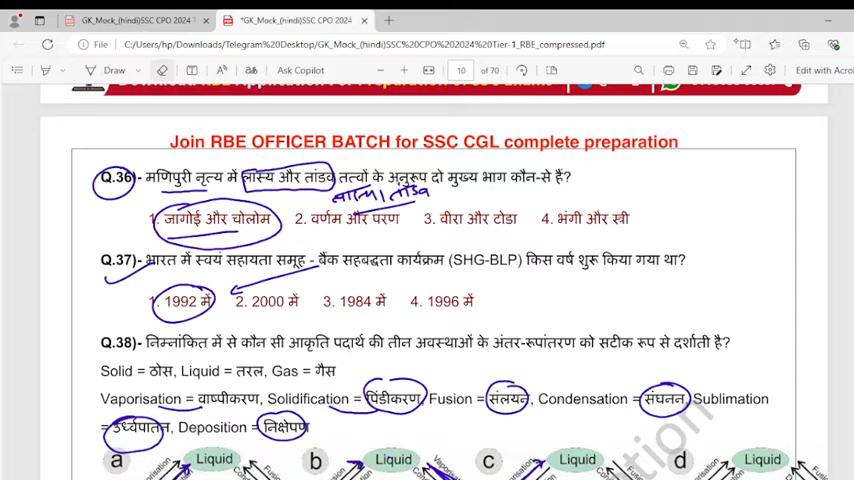 GK_Mock_(hindi)SSC CPO 2024 T
*GK_Mock_(hindi)SSC CPO 2024
File
C:/Users/hp/Downloads/Telegram%20Desktop/GK_Mock_(hindi)SSC%20CPO%202024%20Tier-1_RBE_compressed.pdf
Draw
Ask Copilot
10 of 70
Edit with Acrol
Join RBE OFFICER BATCH for SSC CGL complete preparation
Q.36)- मणिपुरी नृत्य में लास्य और तांडव तत्वों के अनुरूप दो मुख्य भाग कौन-से हैं?
1. जागोई और चोलोम 2. वर्णम और परण 3. वीरा और टोडा 4. भंगी और स्त्री
Q.37)- भारत में स्वयं सहायता समूह - बैंक सहबद्धता कार्यक्रम (SHG-BLP) किस वर्ष शुरू किया गया था?
1. 1992 में 2. 2000 में 3. 1984 में 4. 1996 में
Q.38)- निम्नांकित में से कौन सी आकृति पदार्थ की तीन अवस्थाओं के अंतर-रूपांतरण को सटीक रूप से दर्शाती है?
Solid = ठोस, Liquid = तरल, Gas = गैस
Vaporisation = वाष्पीकरण, Solidification = पिंडीकरण, Fusion = संलयन, Condensation = संघनन, Sublimation
= उर्ध्वपातन, Deposition = निक्षेपण
a Liquid b Liquid c Liquid d Liquid